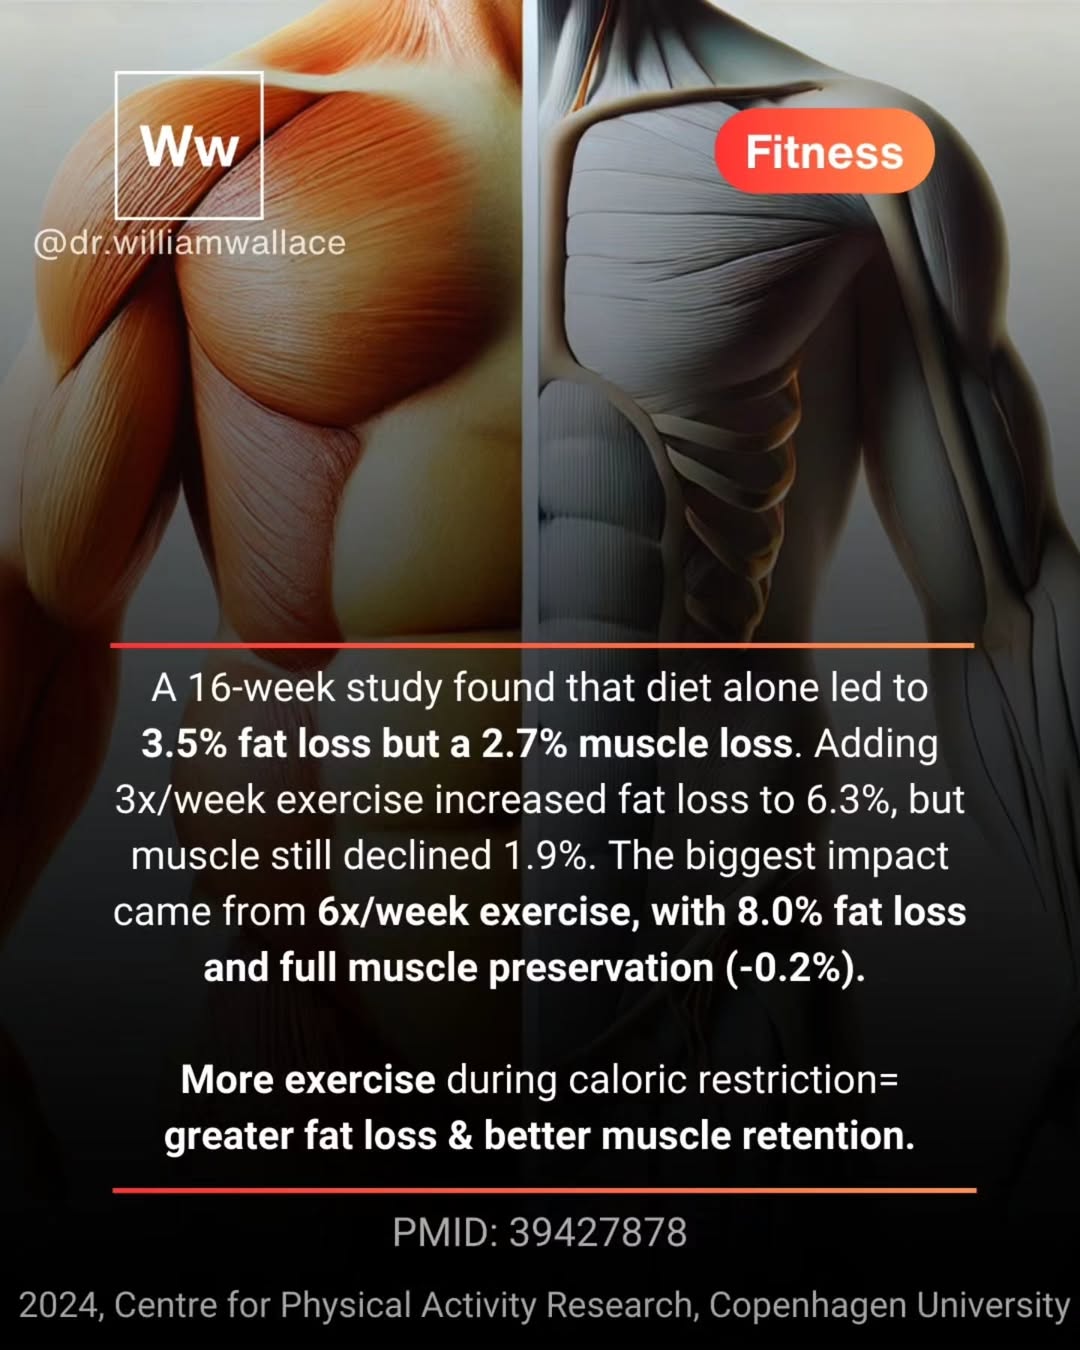 Ww
@dr.williamwallace
Fitness
A 16-week study found that diet alone led to
3.5% fat loss but a 2.7% muscle loss. Adding
3x/week exercise increased fat loss to 6.3%, but
muscle still declined 1.9%. The biggest impact
came from 6x/week exercise, with 8.0% fat loss
and full muscle preservation (-0.2%).
More exercise during caloric restriction=
greater fat loss & better muscle retention.
PMID: 39427878
2024, Centre for Physical Activity Research, Copenhagen University